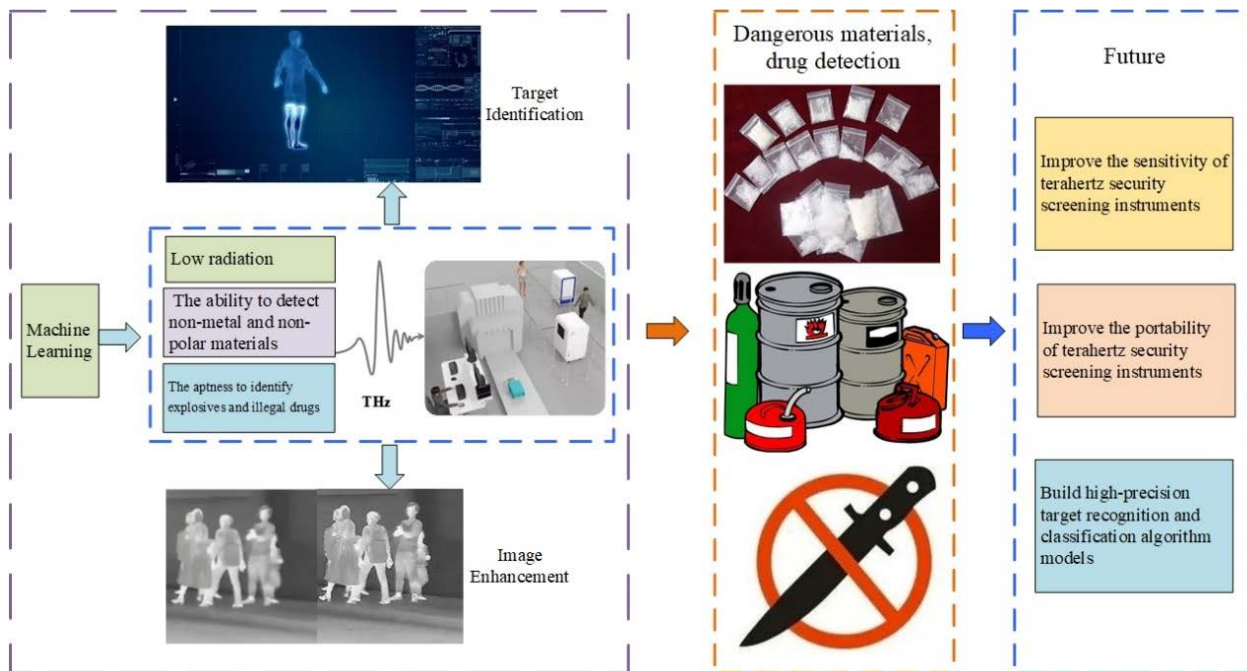 Target
Identification
Machine
Learning
Low radiation
The ability to detect
non-metal and non-
polar materials
The aptness to identify
explosives and illegal drugs
THz
Image
Enhancement
Dangerous materials,
drug detection
Future
Improve the sensitivity of
terahertz security
screening instruments
Improve the portability
of terahertz security
screening instruments
Build high-precision
target recognition and
classification algorithm
models